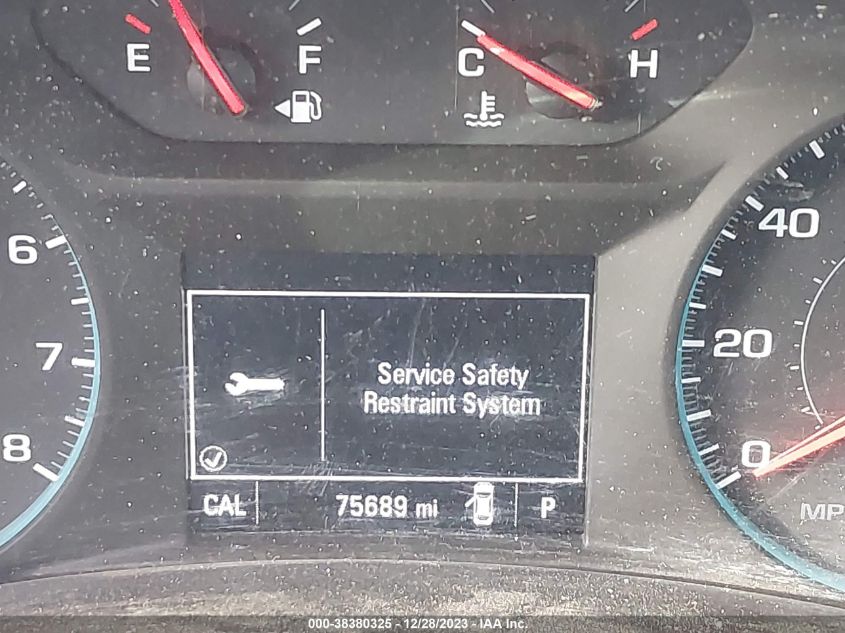 E F C H
6
7
8
40
20
0
MP
Service Safety
Restraint System
CAL 75689 mi P
000-38380325 - 12/28/2023 - IAA Inc.